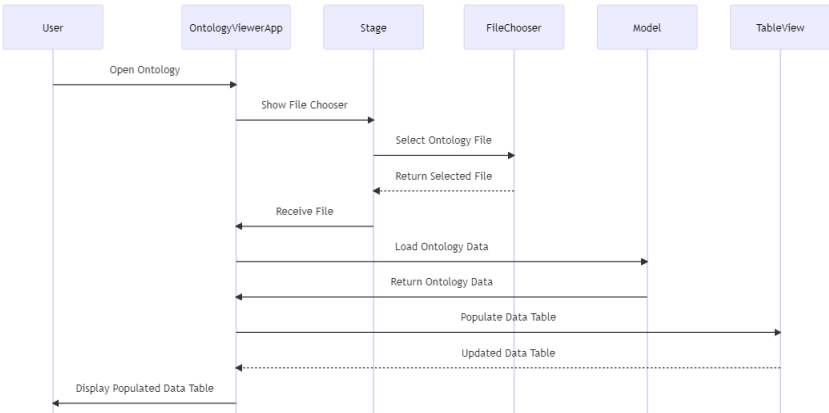 User
OntologyViewerApp
Stage
FileChooser
Model
TableView
Open Ontology
Show File Chooser
Select Ontology File
Return Selected File
Receive File
Load Ontology Data
Return Ontology Data
Populate Data Table
Updated Data Table
Display Populated Data Table